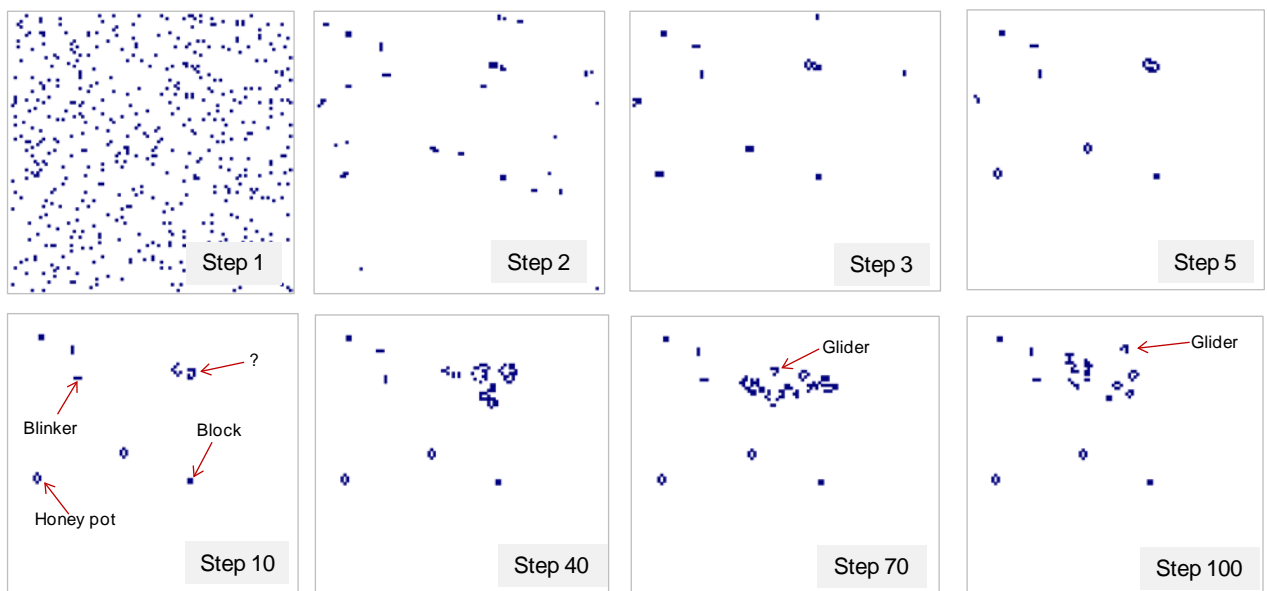 Step 1
Step 2
Step 3
Step 5
?
Blinker
Block
Honey pot
Step 10
Step 40
Glider
Step 70
Glider
Step 100